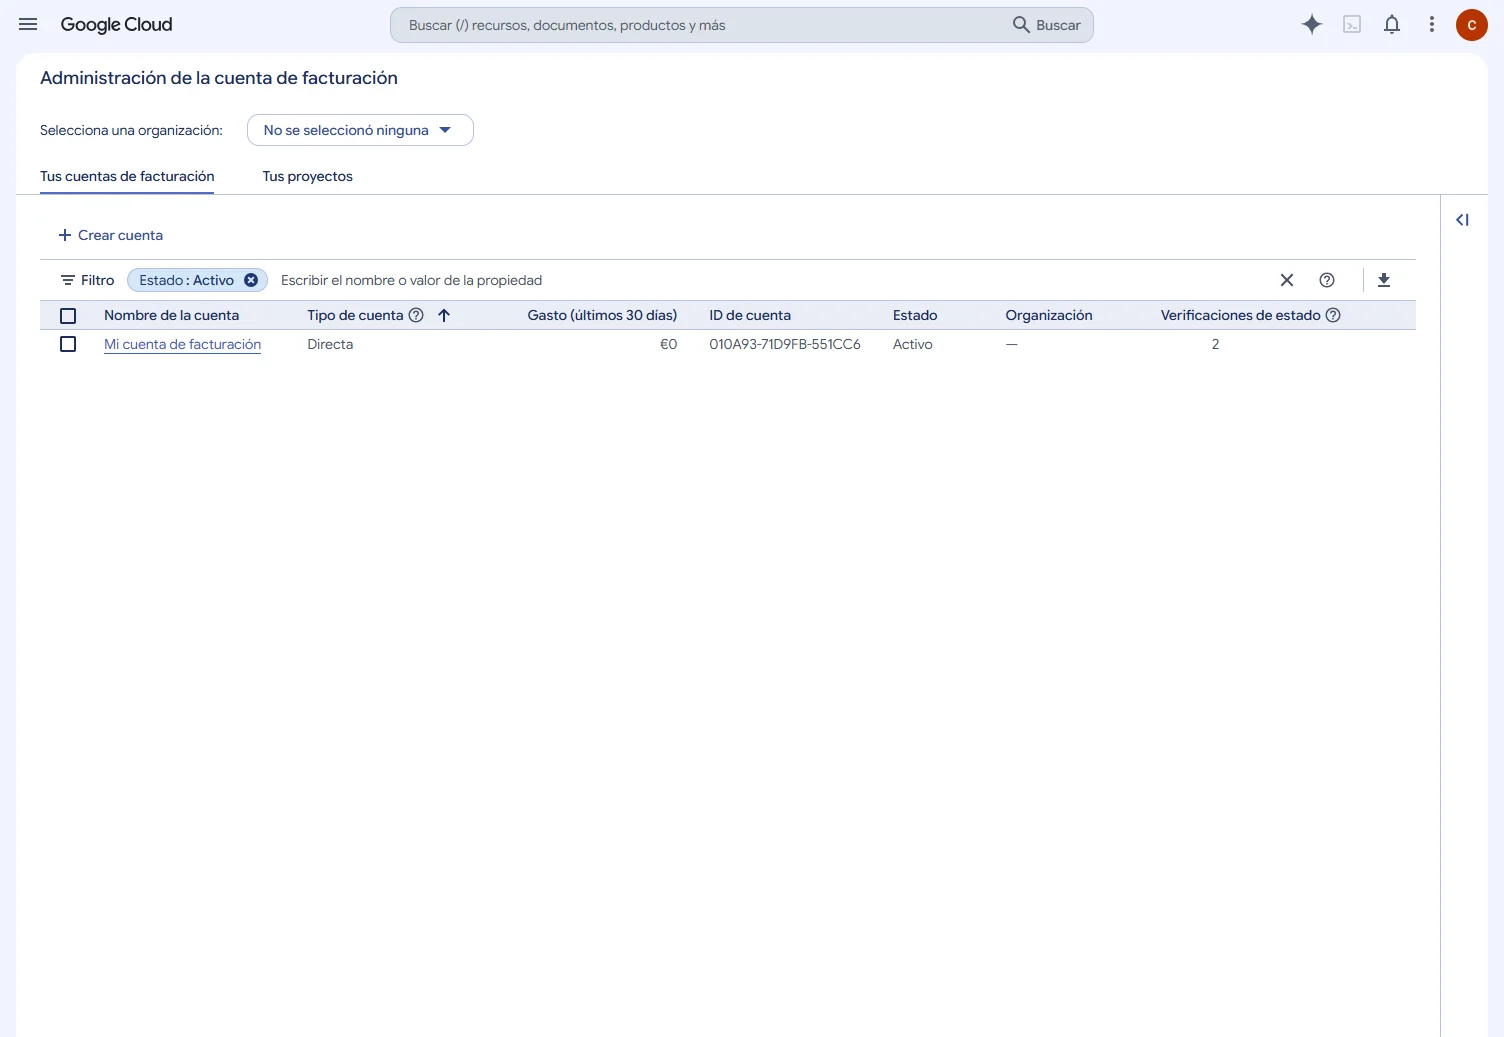 Google Cloud
Buscar (/) recursos, documentos, productos y más
Buscar
C
Administración de la cuenta de facturación
Selecciona una organización:
No se seleccionó ninguna
Tus cuentas de facturación
Tus proyectos
Crear cuenta
Filtro
Estado : Activo
Escribir el nombre o valor de la propiedad
Nombre de la cuenta
Tipo de cuenta
Gasto (últimos 30 días)
ID de cuenta
Estado
Organización
Verificaciones de estado
Mi cuenta de facturación
Directa
€0
010A93-71D9FB-551CC6
Activo
—
2